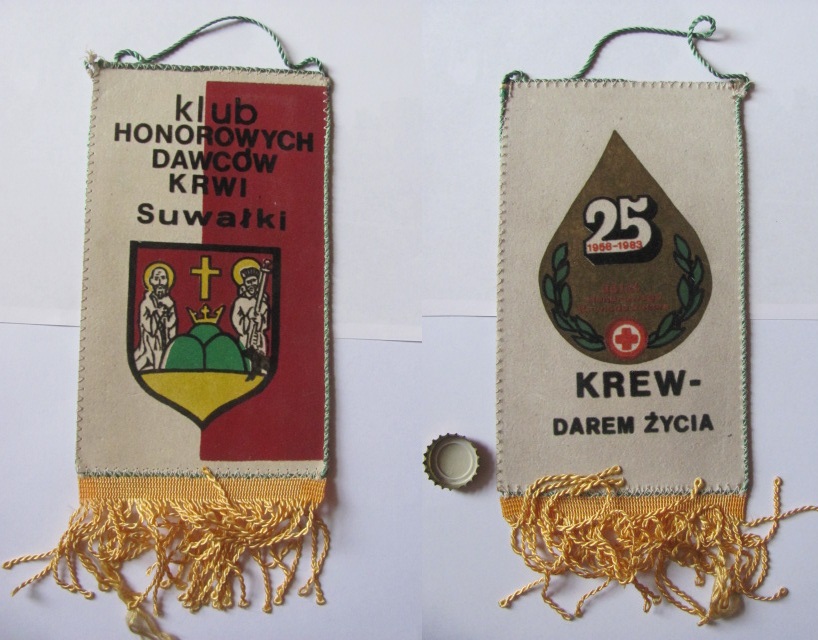 klub
HONOROWYCH
DAWCÓW
KRWI
Suwałki
25
1958-1983
KREW-
DAREM ŻYCIA